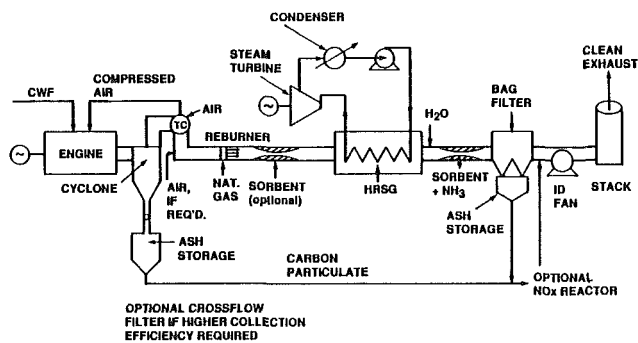 CONDENSER
STEAM
TURBINE
CLEAN
EXHAUST
COMPRESSED
AIR
CWF
AIR
TC
BAG
FILTER
H2O
REBURNER
ENGINE
CYCLONE
AIR,
IF
REQ'D.
NAT.
GAS
SORBENT
(optional)
HRSG
SORBENT
+ NH3
ASH
STORAGE
ID
FAN
STACK
ASH
STORAGE
CARBON
PARTICULATE
OPTIONAL
NOx REACTOR
OPTIONAL CROSSFLOW
FILTER IF HIGHER COLLECTION
EFFICIENCY REQUIRED